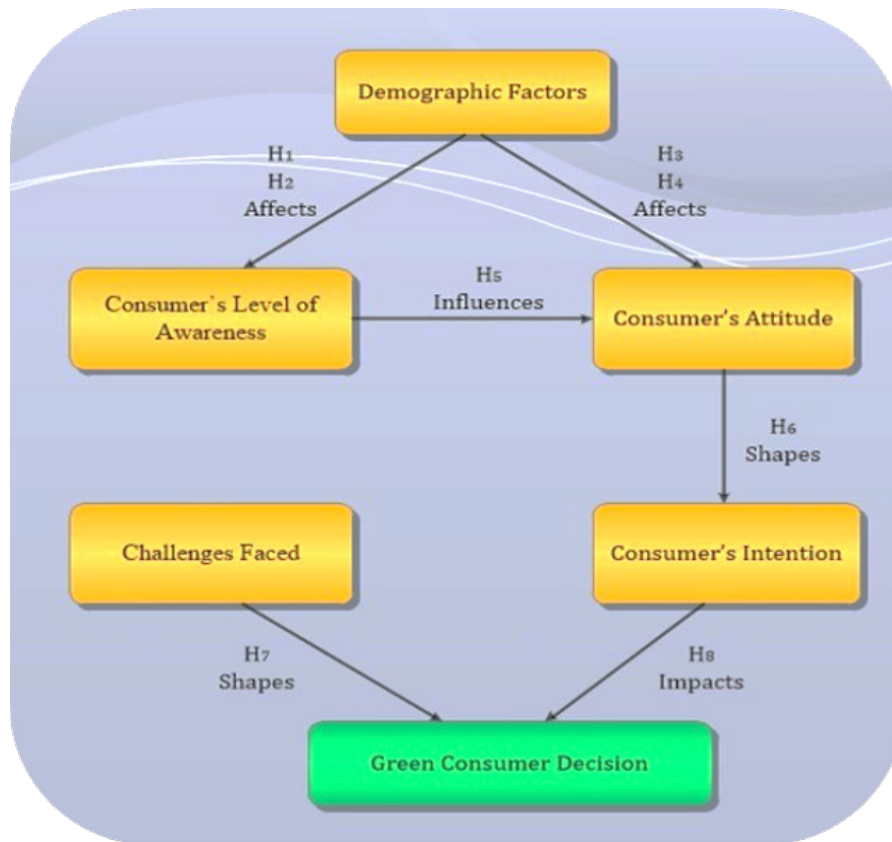 Demographic Factors
H₁
H₂
Affects
H₃
H₄
Affects
Consumer's Level of
Awareness
H₅
Influences
Consumer's Attitude
H₆
Shapes
Challenges Faced
Consumer's Intention
H₇
Shapes
H₈
Impacts
Green Consumer Decision